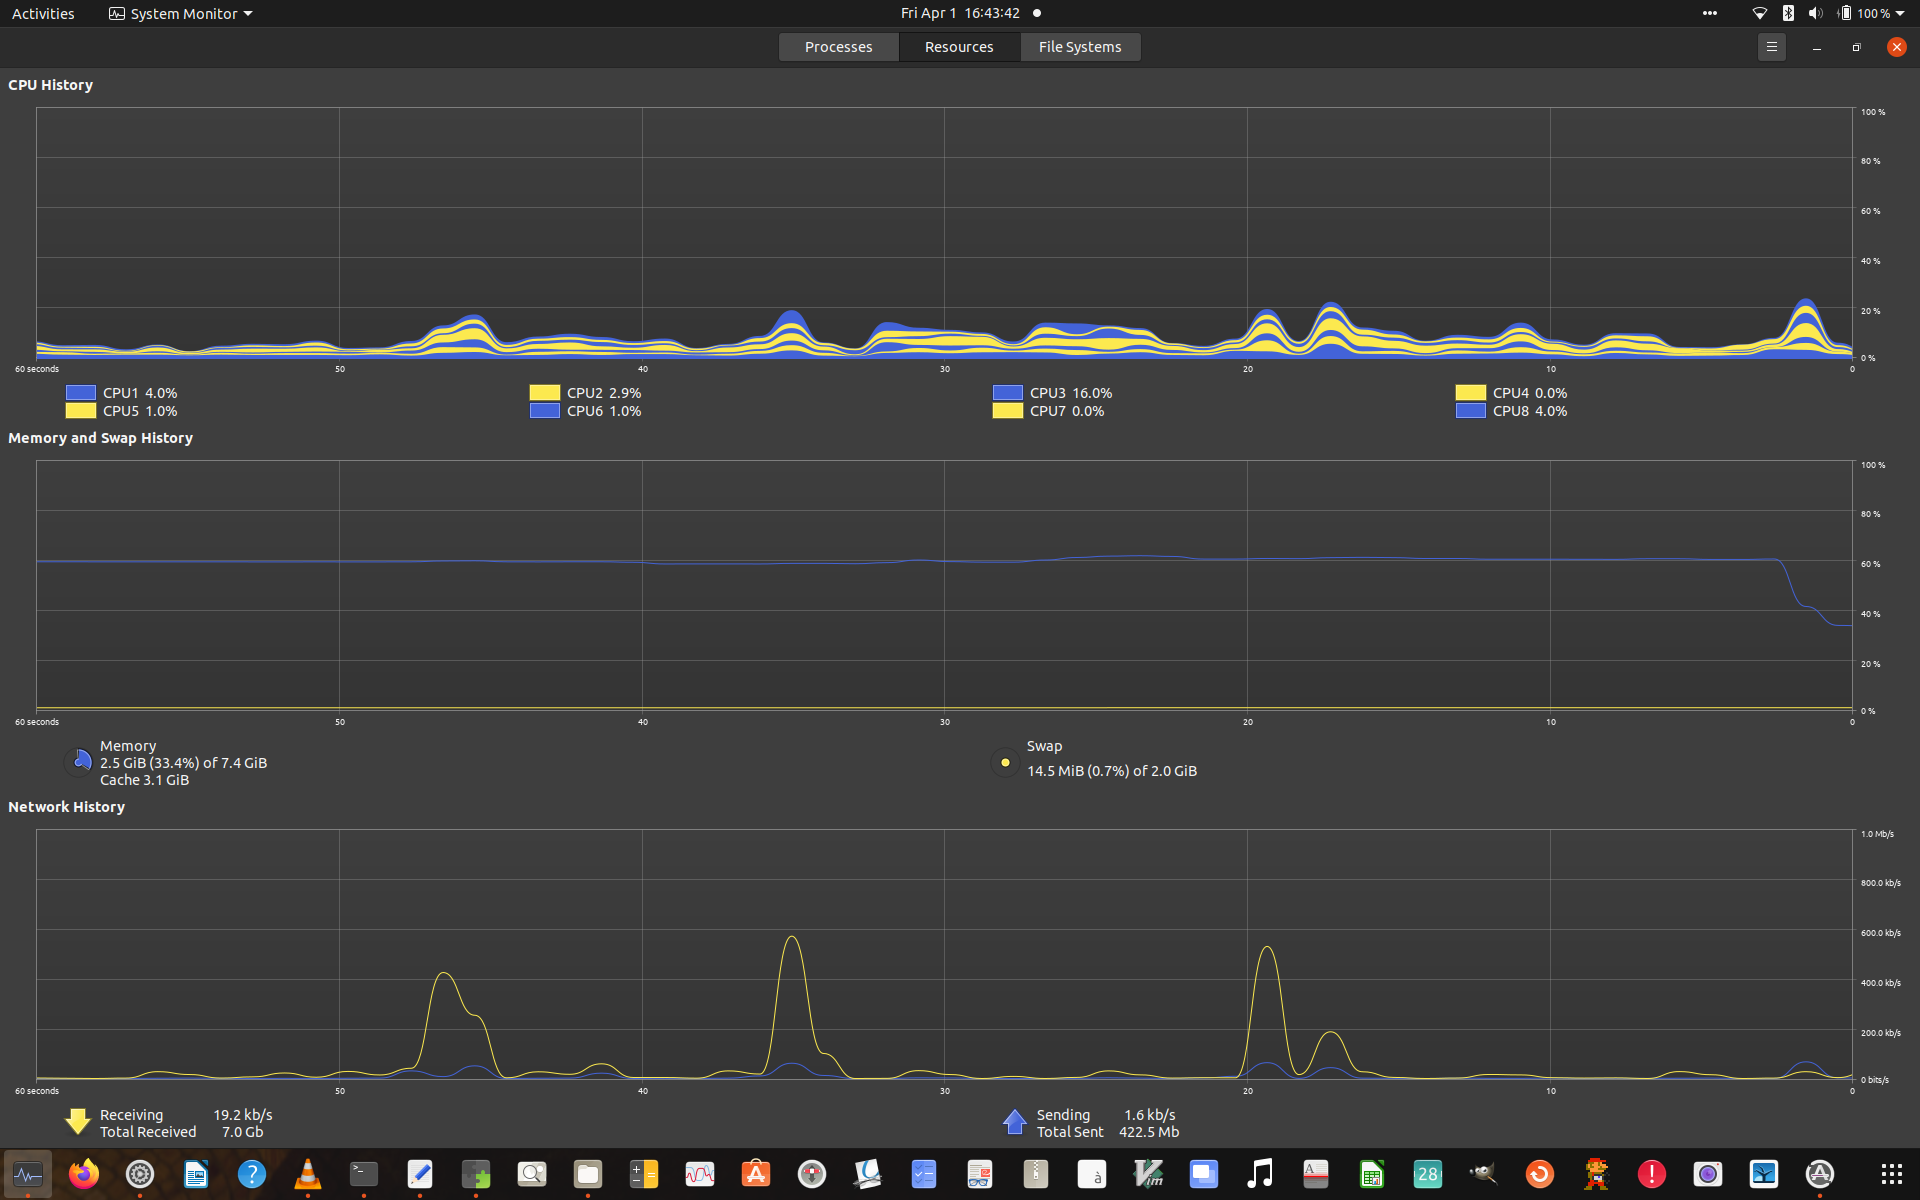 Activities System Monitor Fri Apr 1 16:43:42 100 %
Processes Resources File Systems
CPU History
100 %
80 %
60 %
40 %
20 %
0 %
60 seconds 50 40 30 20 10 0
CPU1 4.0% CPU2 2.9% CPU3 16.0% CPU4 0.0%
CPU5 1.0% CPU6 1.0% CPU7 0.0% CPU8 4.0%
Memory and Swap History
100 %
80 %
60 %
40 %
20 %
0 %
60 seconds 50 40 30 20 10 0
Memory
2.5 GiB (33.4%) of 7.4 GiB
Cache 3.1 GiB
Swap
14.5 MiB (0.7%) of 2.0 GiB
Network History
1.0 Mb/s
800.0 kb/s
600.0 kb/s
400.0 kb/s
200.0 kb/s
0 bits/s
60 seconds 50 40 30 20 10 0
Receiving 19.2 kb/s
Total Received 7.0 Gb
Sending 1.6 kb/s
Total Sent 422.5 Mb
? >_ à Vim A 28 !